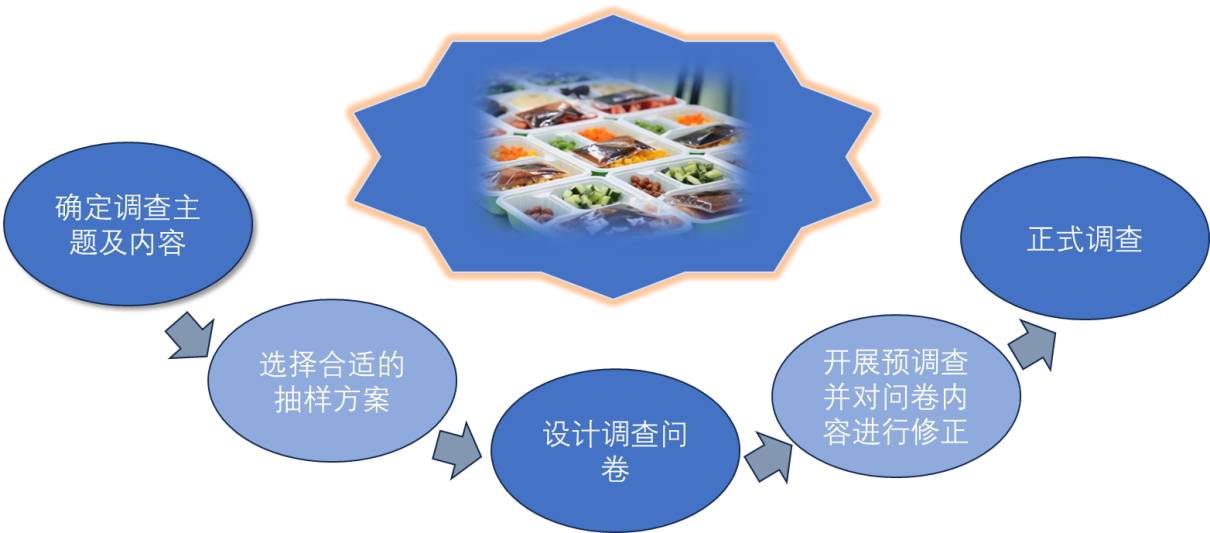 确定调查主
题及内容
选择合适的
抽样方案
设计调查问
卷
开展预调查
并对问卷内
容进行修正
正式调查